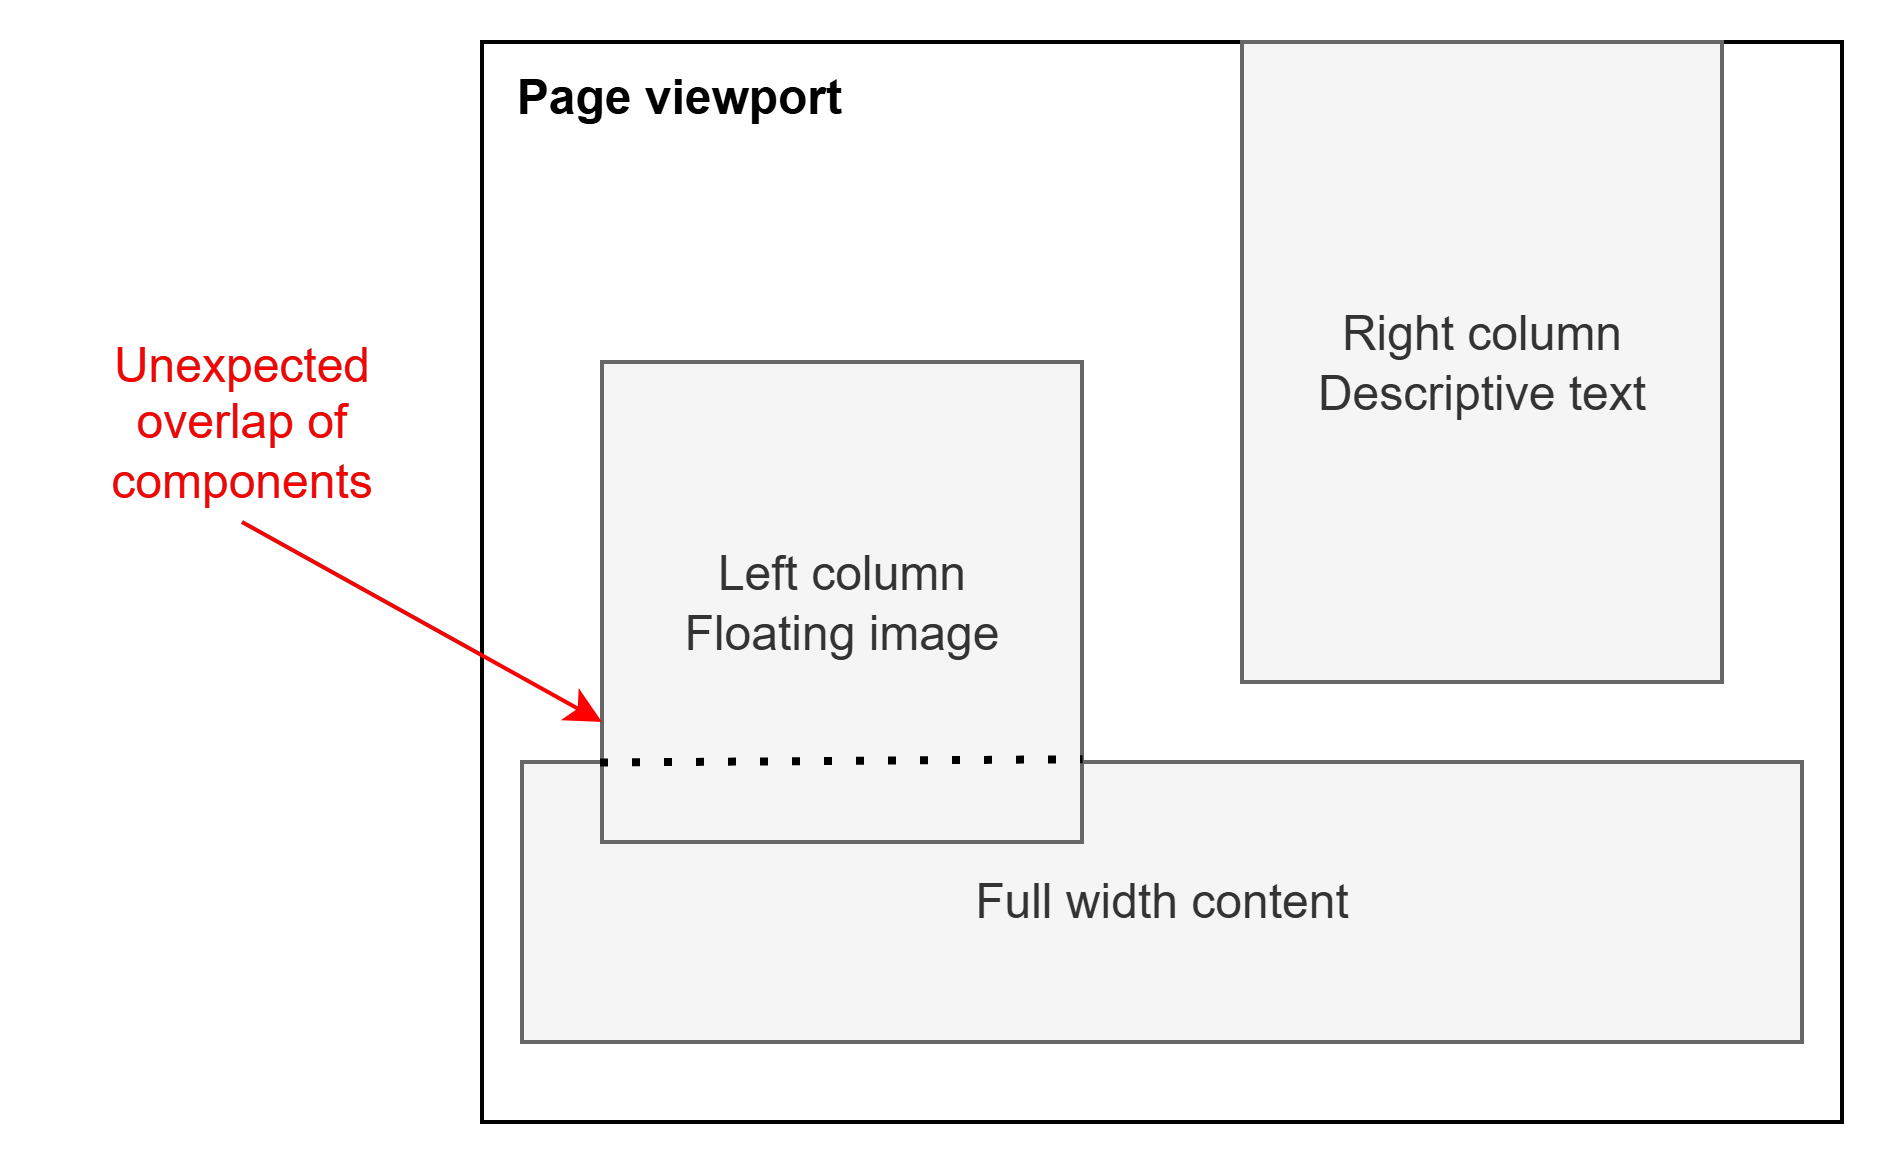 Page viewport
Unexpected
overlap of
components
Right column
Descriptive text
Left column
Floating image
Full width content